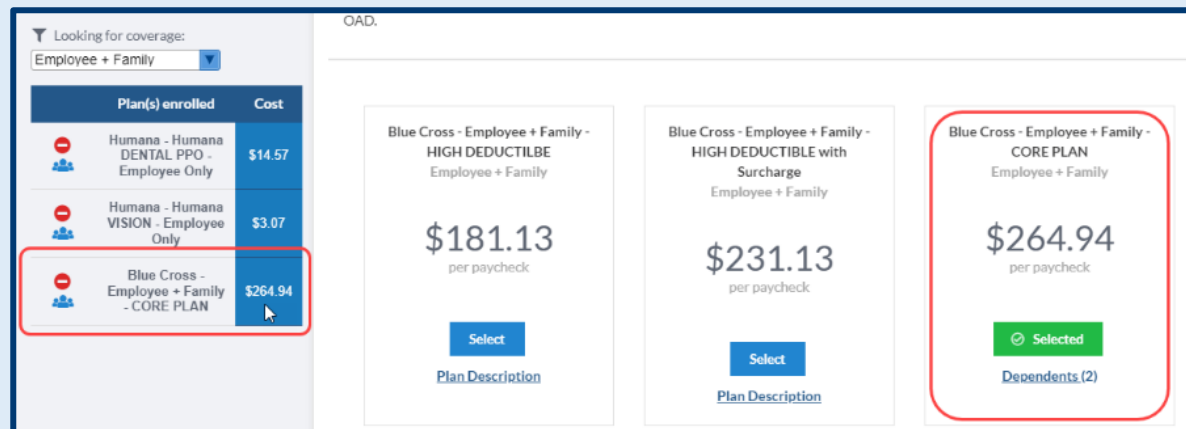 Looking for coverage:
Employee + Family
Plan(s) enrolled Cost
Humana - Humana
DENTAL PPO -
Employee Only
$14.57
Humana - Humana
VISION - Employee
Only
$3.07
Blue Cross -
Employee + Family
- CORE PLAN
$264.94
OAD.
Blue Cross - Employee + Family -
HIGH DEDUCTILBE
Employee + Family
$181.13
per paycheck
Select
Plan Description
Blue Cross - Employee + Family -
HIGH DEDUCTIBLE with
Surcharge
Employee + Family
$231.13
per paycheck
Select
Plan Description
Blue Cross - Employee + Family -
CORE PLAN
Employee + Family
$264.94
per paycheck
Selected
Dependents (2)